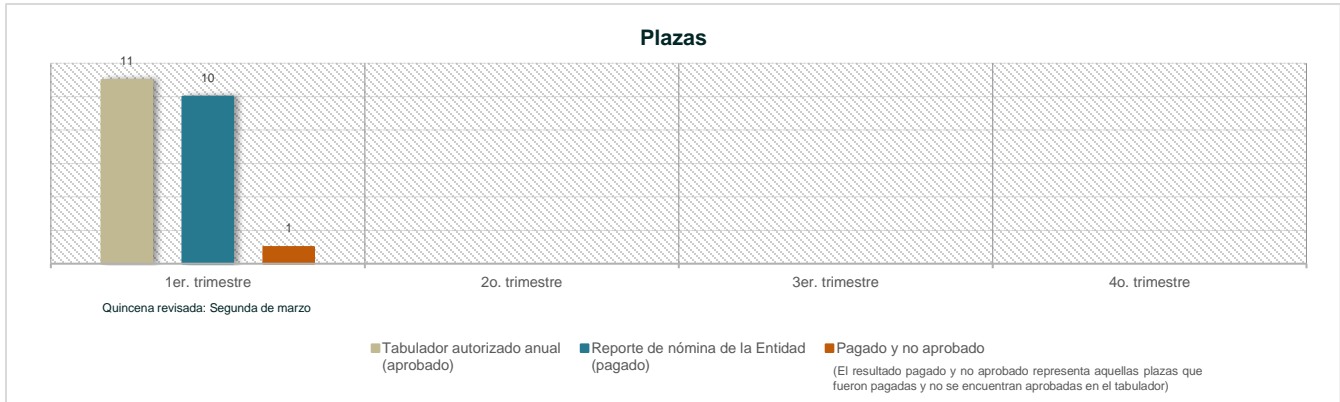 Plazas
11
10
1
1er. trimestre
2o. trimestre
3er. trimestre
4o. trimestre
Quincena revisada: Segunda de marzo
Tabulador autorizado anual
(aprobado)
Reporte de nómina de la Entidad
(pagado)
Pagado y no aprobado
(El resultado pagado y no aprobado representa aquellas plazas que
fueron pagadas y no se encuentran aprobadas en el tabulador)